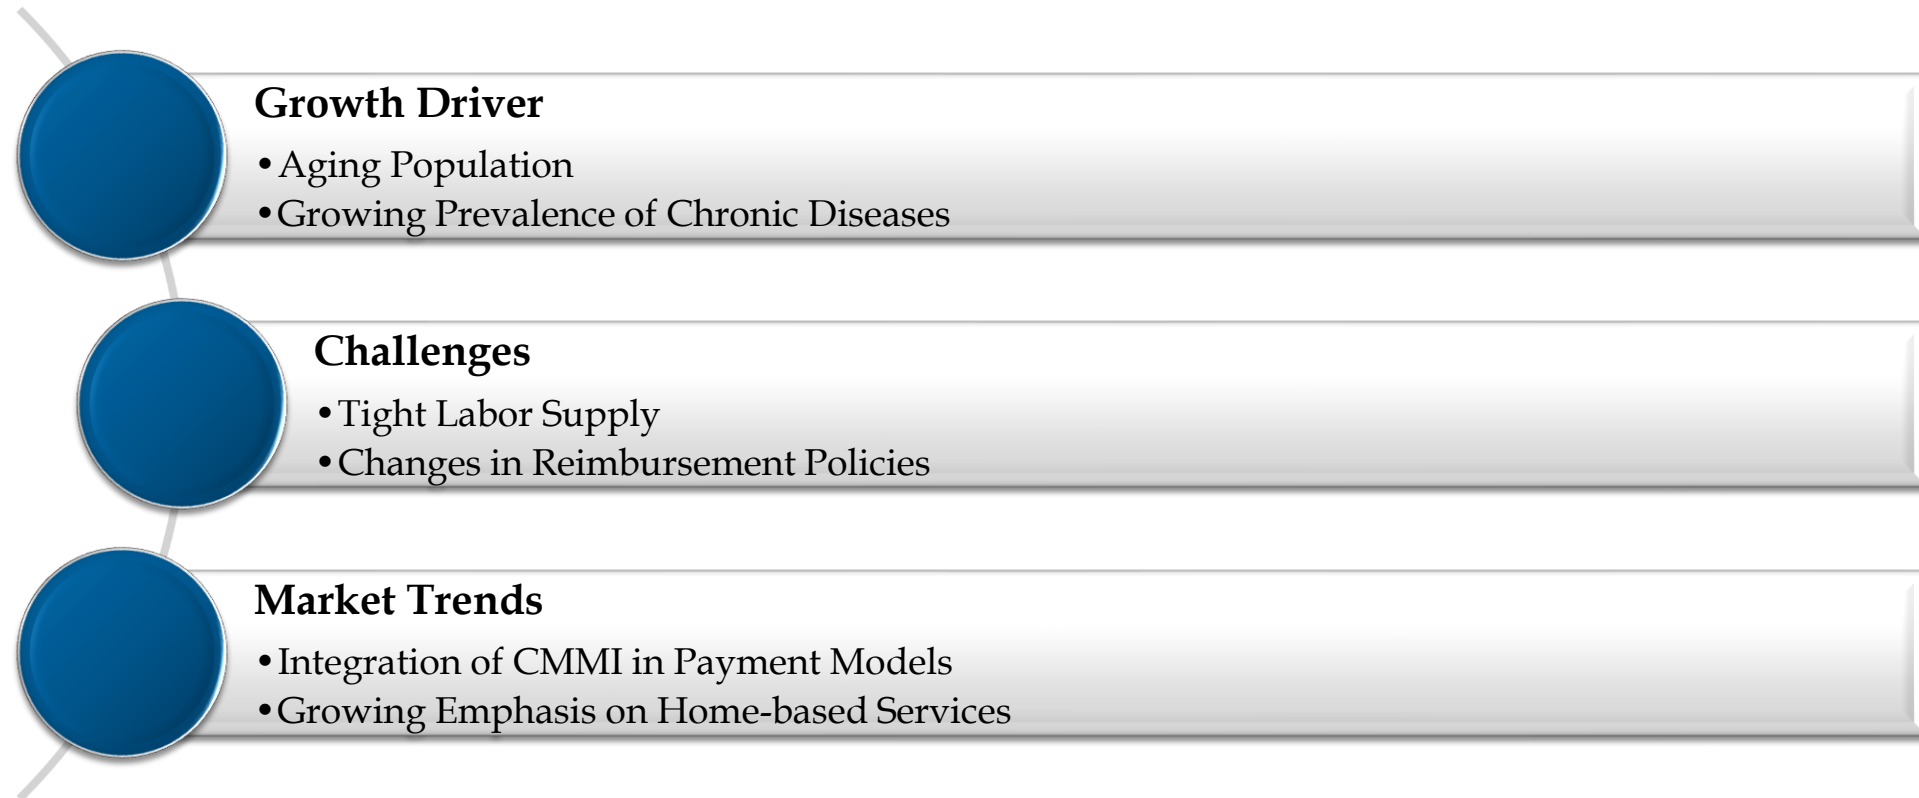 Growth Driver
•Aging Population
•Growing Prevalence of Chronic Diseases
Challenges
•Tight Labor Supply
•Changes in Reimbursement Policies
Market Trends
•Integration of CMMI in Payment Models
•Growing Emphasis on Home-based Services